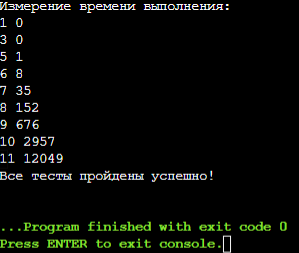 Измерение времени выполнения:
1 0
3 0
5 1
6 8
7 35
8 152
9 676
10 2957
11 12049
Все тесты пройдены успешно!
...Program finished with exit code 0
Press ENTER to exit console.